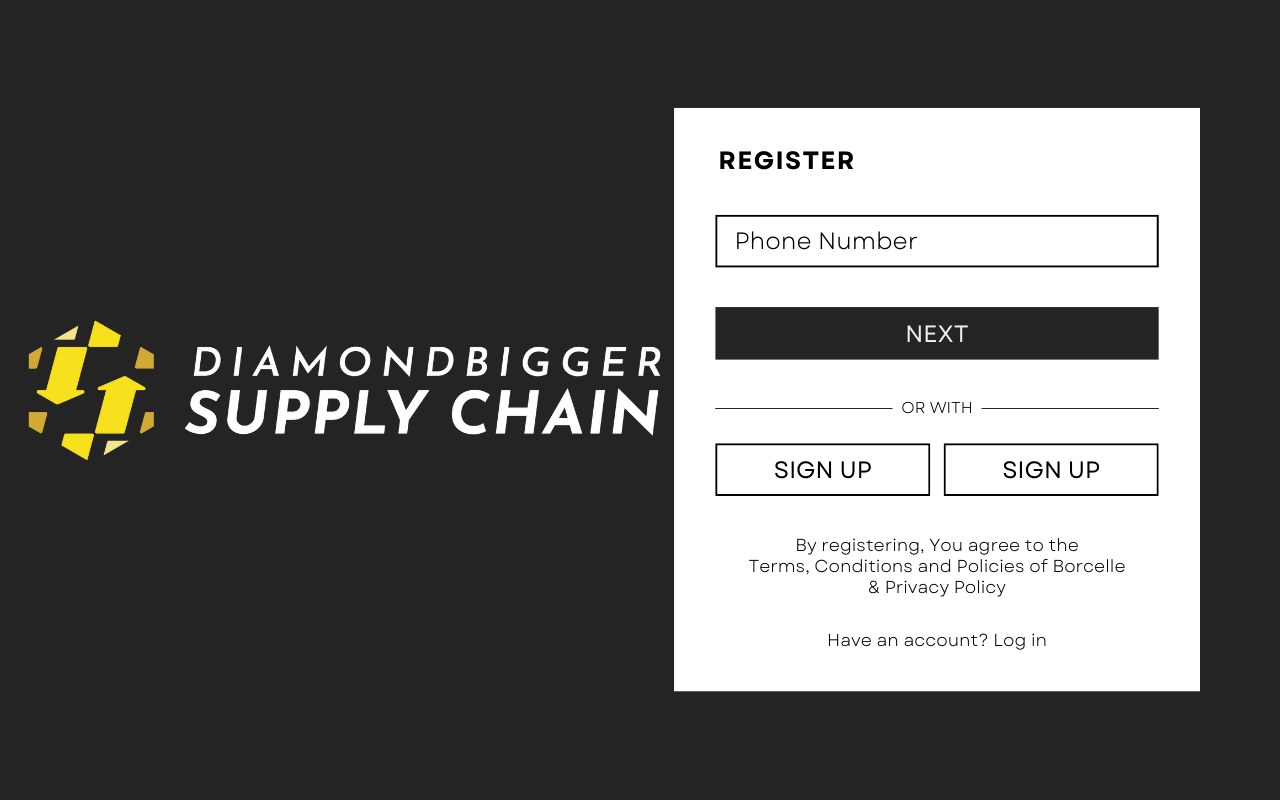 DIAMONDBIGGER
SUPPLY CHAIN
REGISTER
Phone Number
NEXT
OR WITH
SIGN UP SIGN UP
By registering, You agree to the
Terms, Conditions and Policies of Borcelle
& Privacy Policy
Have an account? Log in